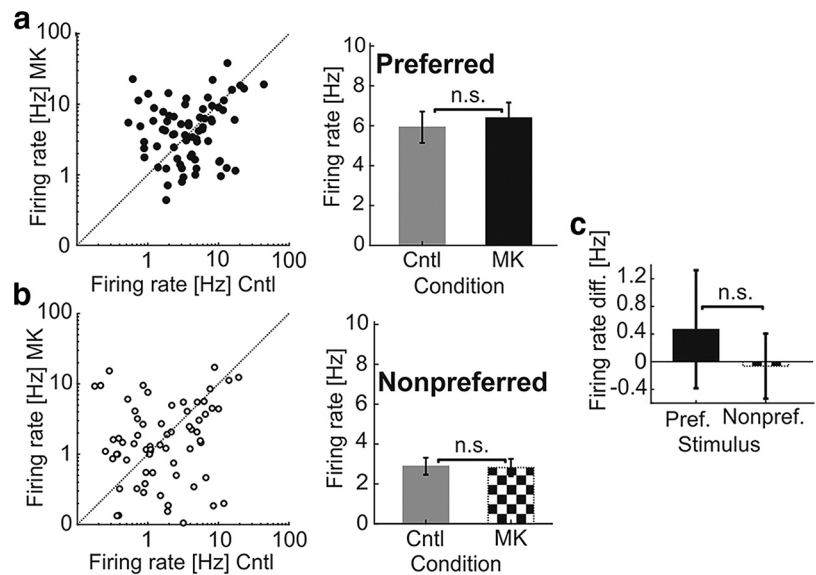 a
100
10
1
0
Firing rate [Hz] MK
1
10
100
Firing rate [Hz] Cntl
10
8
6
4
2
0
Firing rate [Hz]
Preferred
n.s.
Cntl
MK
Condition
b
100
10
1
0
Firing rate [Hz] MK
1
10
100
Firing rate [Hz] Cntl
10
8
6
4
2
0
Firing rate [Hz]
Nonpreferred
n.s.
Cntl
MK
Condition
c
Firing rate diff. [Hz]
1.2
0.8
0.4
0
-0.4
n.s.
Pref.
Nonpref.
Stimulus